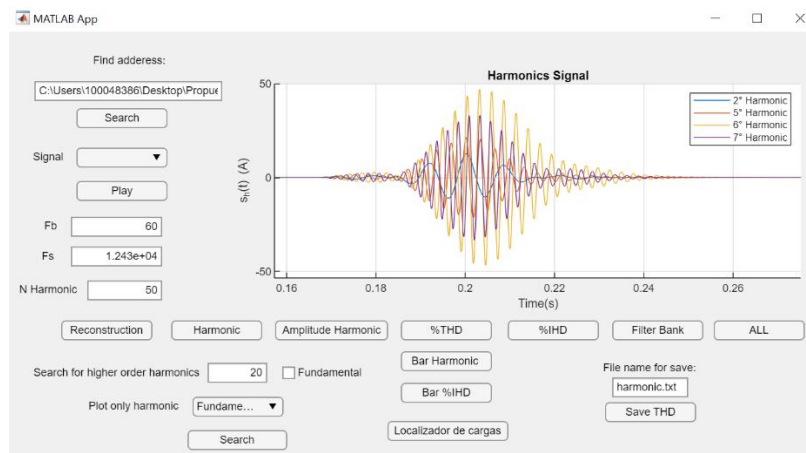 MATLAB App
Find adderess:
C:\Users\100048386\Desktop\Propue
Search
Signal
Play
Fb 60
Fs 1.243e+04
N Harmonic 50
Harmonics Signal
50
0
-50
s_h(t) (A)
0.16 0.18 0.2 0.22 0.24 0.26
Time(s)
2° Harmonic
5° Harmonic
6° Harmonic
7° Harmonic
Reconstruction Harmonic Amplitude Harmonic %THD %IHD Filter Bank ALL
Search for higher order harmonics 20 Fundamental
Plot only harmonic Fundame...
Search
Bar Harmonic
Bar %IHD
Localizador de cargas
File name for save:
harmonic.txt
Save THD